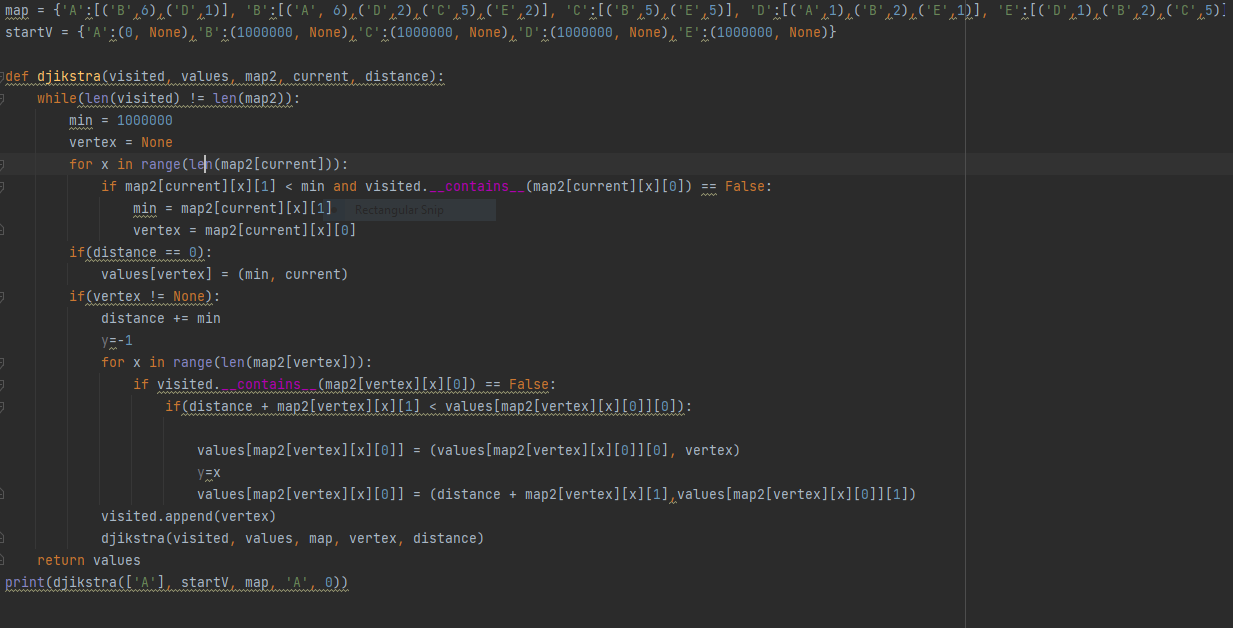 map = {'A':[('B',6),('D',1)], 'B':[('A', 6),('D',2),('C',5),('E',2)], 'C':[('B',5),('E',5)], 'D':[('A',1),('B',2),('E',1)], 'E':[('D',1),('B',2),('C',5)]
startV = {'A':(0, None),'B':(1000000, None),'C':(1000000, None),'D':(1000000, None),'E':(1000000, None)}
def djikstra(visited, values, map2, current, distance):
while(len(visited) != len(map2)):
min = 1000000
vertex = None
for x in range(len(map2[current])):
if map2[current][x][1] < min and visited.__contains__(map2[current][x][0]) == False:
min = map2[current][x][1]
Rectangular Snip
vertex = map2[current][x][0]
if(distance == 0):
values[vertex] = (min, current)
if(vertex != None):
distance += min
y=-1
for x in range(len(map2[vertex])):
if visited.__contains__(map2[vertex][x][0]) == False:
if(distance + map2[vertex][x][1] < values[map2[vertex][x][0]][0]):
values[map2[vertex][x][0]] = (values[map2[vertex][x][0]][0], vertex)
y=x
values[map2[vertex][x][0]] = (distance + map2[vertex][x][1],values[map2[vertex][x][0]][1])
visited.append(vertex)
djikstra(visited, values, map, vertex, distance)
return values
print(djikstra(['A'], startV, map, 'A', 0))